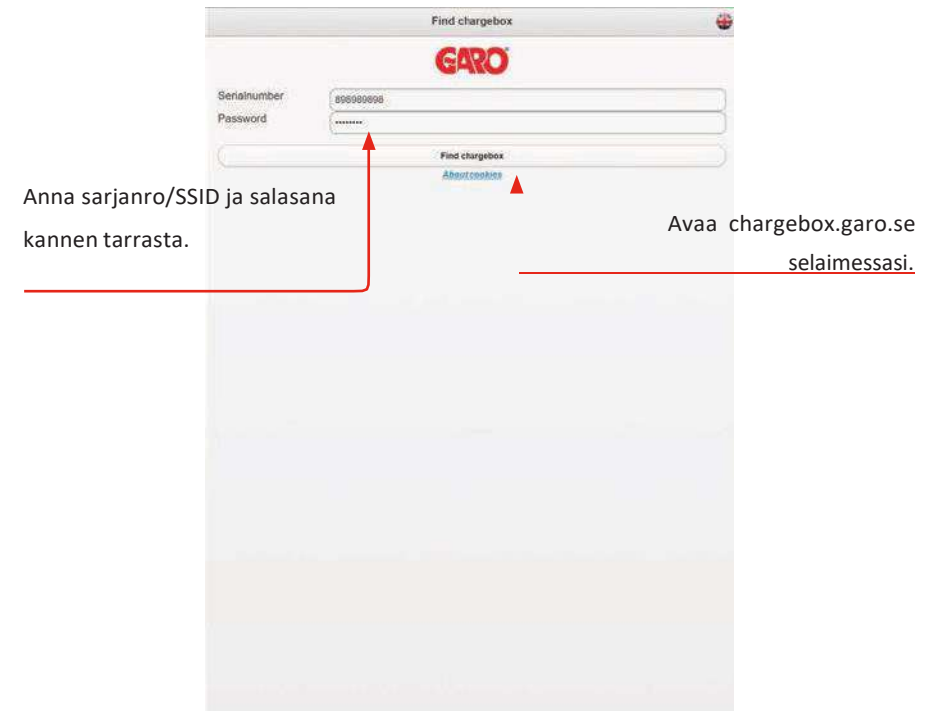 Find chargebox
GARO
Serialnumber
898989898
Password
••••••••
Find chargebox
About cookies
Anna sarjanro/SSID ja salasana
kannen tarrasta.
Avaa chargebox.garo.se
selaimessasi.